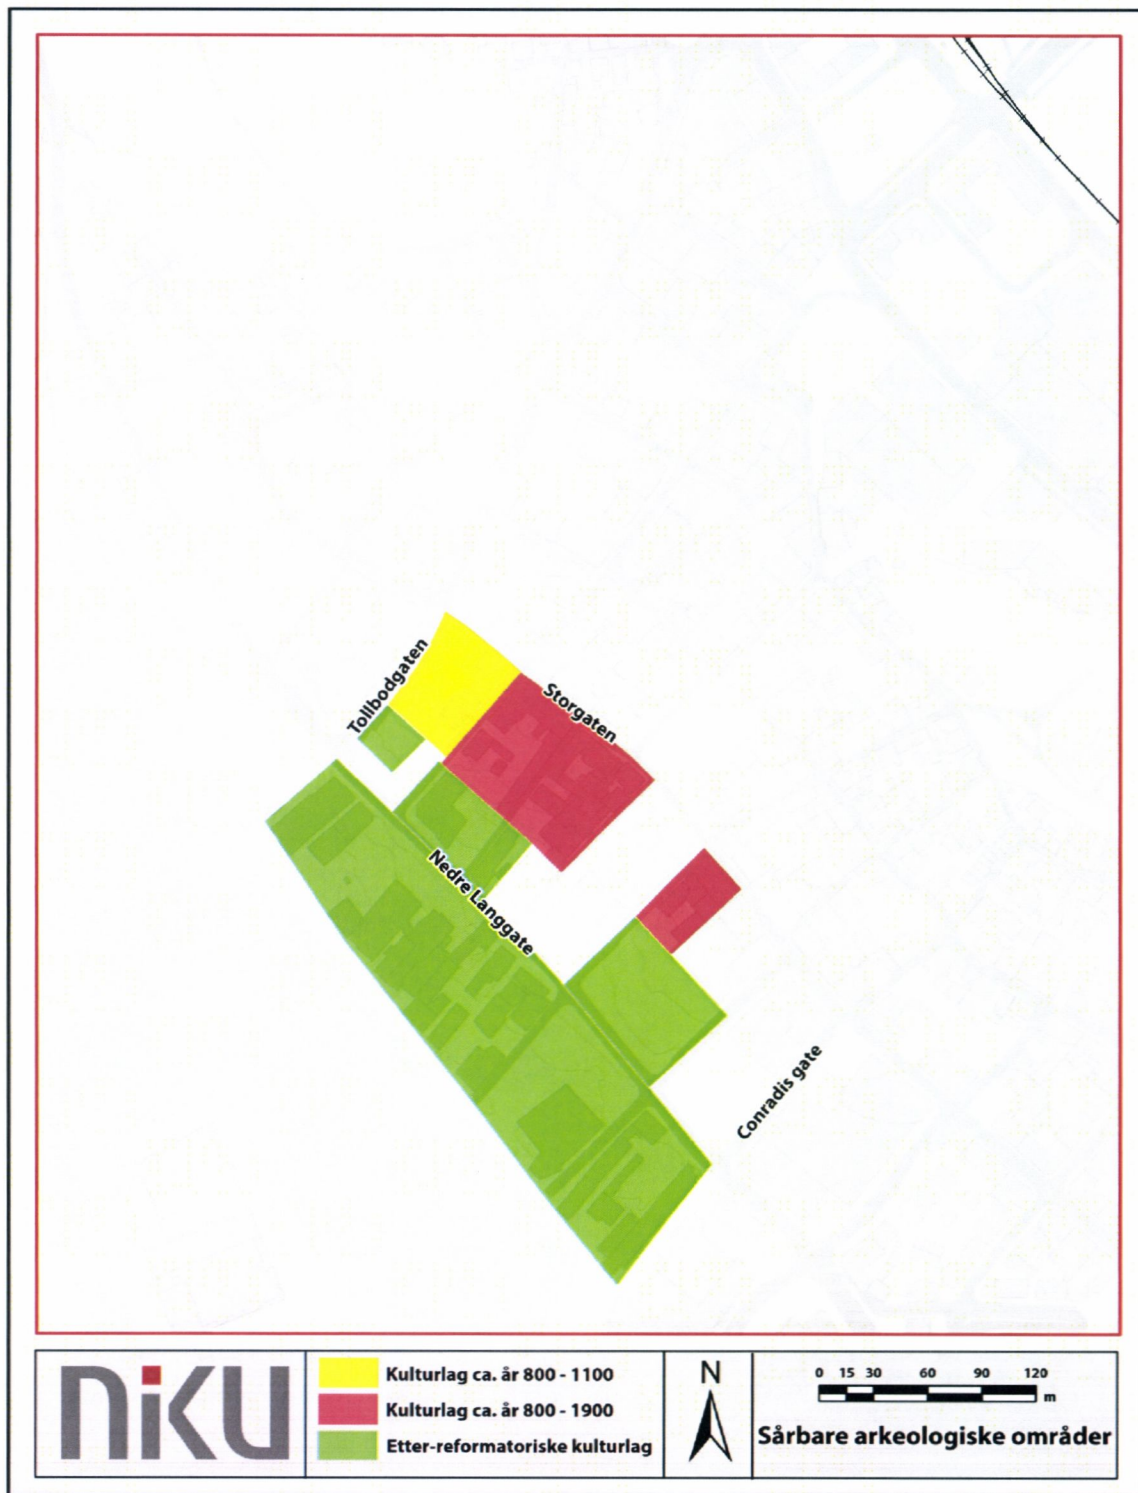 Tollbodgaten
Storgaten
Nedre Langgate
Conradis gate
NIKU
Kulturlag ca. år 800 - 1100
Kulturlag ca. år 800 - 1900
Etter-reformatoriske kulturlag
N
0 15 30 60 90 120
m
Sårbare arkeologiske områder